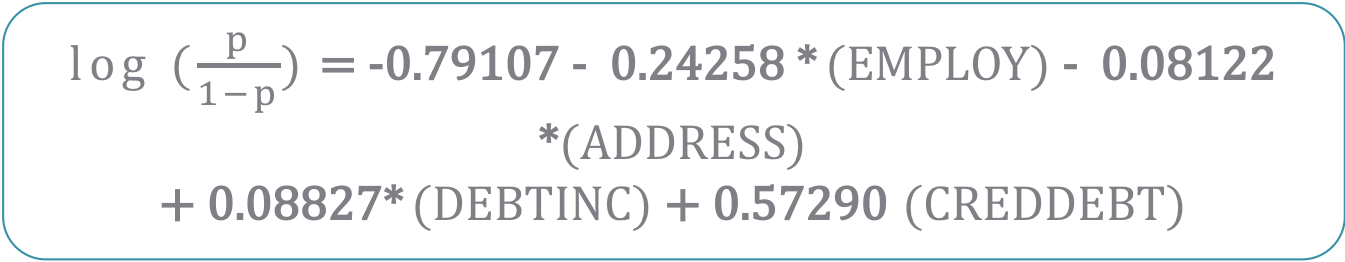 log (p/1−p) = -0.79107 - 0.24258 * (EMPLOY) - 0.08122
*(ADDRESS)
+ 0.08827* (DEBTINC) + 0.57290 (CREDDEBT)